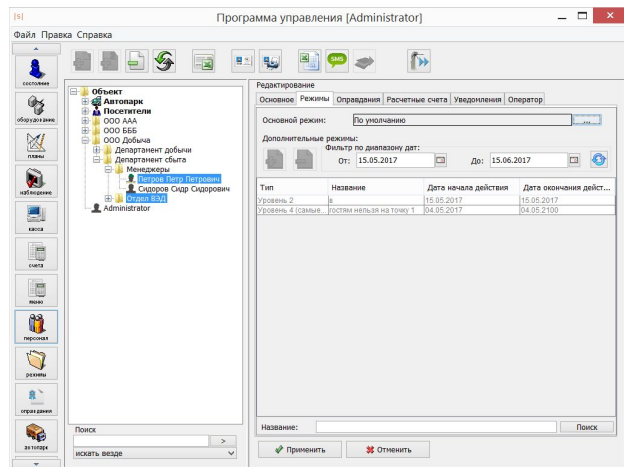 [S]
Программа управления [Administrator]
Файл Правка Справка
состояние
оборудование
планы
наблюдение
касса
счета
меню
персонал
режимы
оправдания
автопарк
SMS
Объект
Автопарк
Посетители
ООО ААА
ООО БББ
ООО Добыча
Департамент добычи
Департамент сбыта
Менеджеры
Петров Петр Петрович
Сидоров Сидр Сидорович
Отдел ВЭД
Administrator
Поиск
>
искать везде
Редактирование
Основное Режимы Оправдания Расчетные счета Уведомления Оператор
Основной режим: По умолчанию ...
Дополнительные режимы:
Фильтр по диапазону дат:
От: 15.05.2017 До: 15.06.2017
Тип Название Дата начала действия Дата окончания дейст...
Уровень 2 в 15.05.2017 15.05.2017
Уровень 4 (самые... гостям нельзя на точку 1 04.05.2017 04.05.2100
Название: Поиск
Применить Отменить